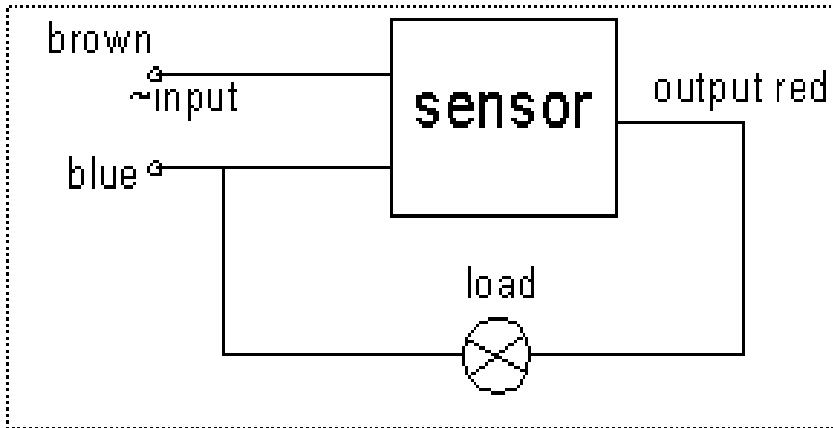 brown
~input
sensor
output red
blue
load